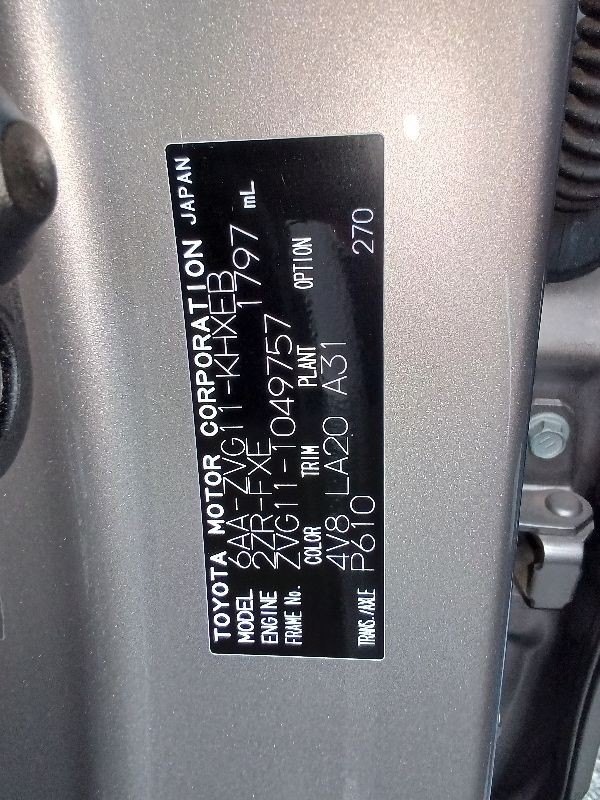 TOYOTA MOTOR CORPORATION JAPAN
MODEL 6AA-ZVG11-KHXEB
ENGINE 2ZR-FXE 1797 mL
FRAME No. ZVG11-1049757
COLOR TRIM PLANT OPTION
4V8 LA20 A31
TRANS./AXLE P610 270